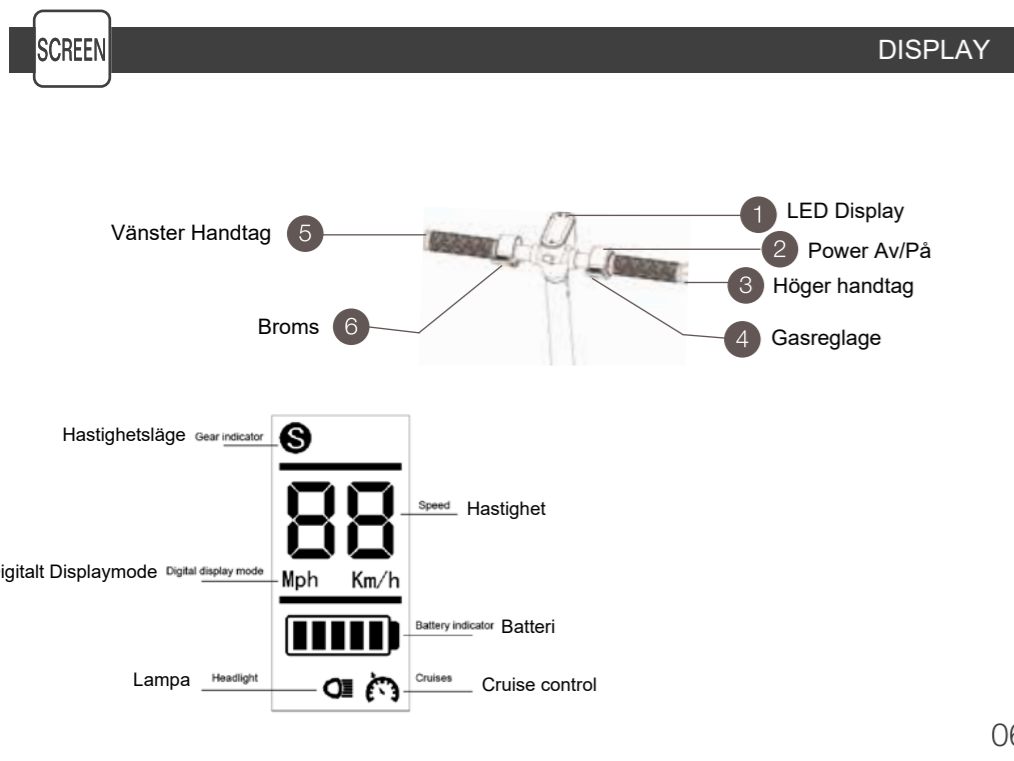 SCREEN
DISPLAY
1 LED Display
Vänster Handtag 5
2 Power Av/På
3 Höger handtag
Broms 6
4 Gasreglage
Hastighetsläge Gear indicator S
88
Speed Hastighet
igitalt Displaymode Digital display mode Mph Km/h
Battery indicator Batteri
Lampa Headlight
Cruises Cruise control
06